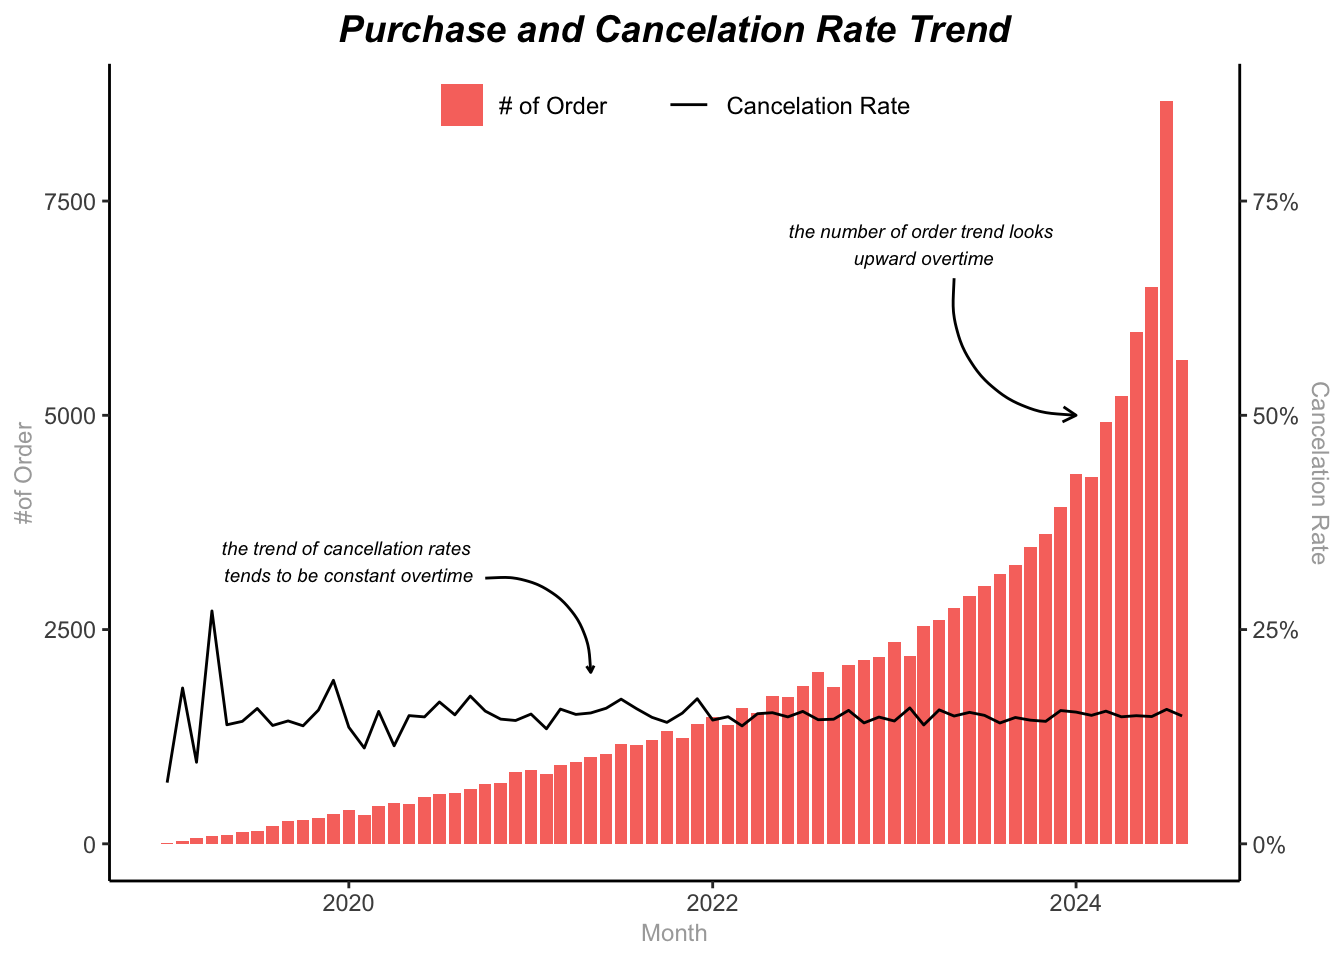 Purchase and Cancelation Rate Trend
# of Order
Cancelation Rate
7500
5000
2500
0
#of Order
75%
50%
25%
0%
Cancelation Rate
the number of order trend looks
upward overtime
the trend of cancellation rates
tends to be constant overtime
2020
2022
2024
Month